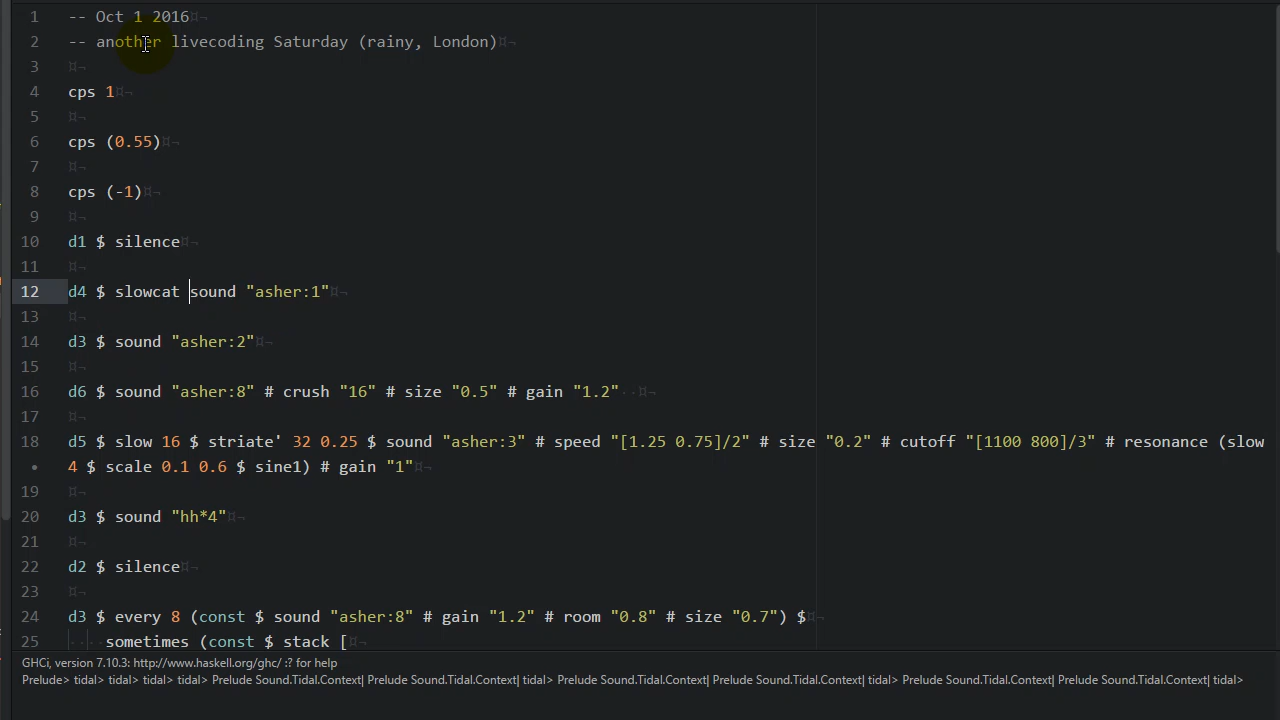 1 -- Oct 1 2016
2 -- another livecoding Saturday (rainy, London)
3
4 cps 1
5
6 cps (0.55)
7
8 cps (-1)
9
10 d1 $ silence
11
12 d4 $ slowcat sound "asher:1"
13
14 d3 $ sound "asher:2"
15
16 d6 $ sound "asher:8" # crush "16" # size "0.5" # gain "1.2"
17
18 d5 $ slow 16 $ striate' 32 0.25 $ sound "asher:3" # speed "[1.25 0.75]/2" # size "0.2" # cutoff "[1100 800]/3" # resonance (slow
• 4 $ scale 0.1 0.6 $ sine1) # gain "1"
19
20 d3 $ sound "hh*4"
21
22 d2 $ silence
23
24 d3 $ every 8 (const $ sound "asher:8" # gain "1.2" # room "0.8" # size "0.7") $
25 sometimes (const $ stack [
GHCi, version 7.10.3: http://www.haskell.org/ghc/ :? for help
Prelude> tidal> tidal> tidal> tidal> Prelude Sound.Tidal.Context| Prelude Sound.Tidal.Context| tidal> Prelude Sound.Tidal.Context| Prelude Sound.Tidal.Context| tidal> Prelude Sound.Tidal.Context| Prelude Sound.Tidal.Context| tidal>